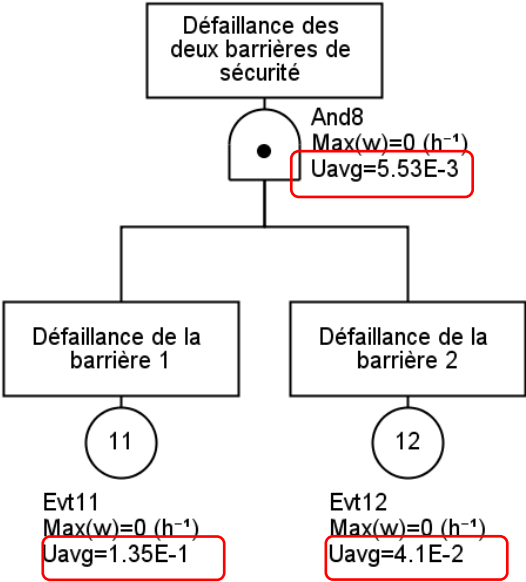 Défaillance des
deux barrières de
sécurité
And8
Max(w)=0 (h⁻¹)
Uavg=5.53E-3
Défaillance de la
barrière 1
Défaillance de la
barrière 2
11
12
Evt11
Max(w)=0 (h⁻¹)
Uavg=1.35E-1
Evt12
Max(w)=0 (h⁻¹)
Uavg=4.1E-2